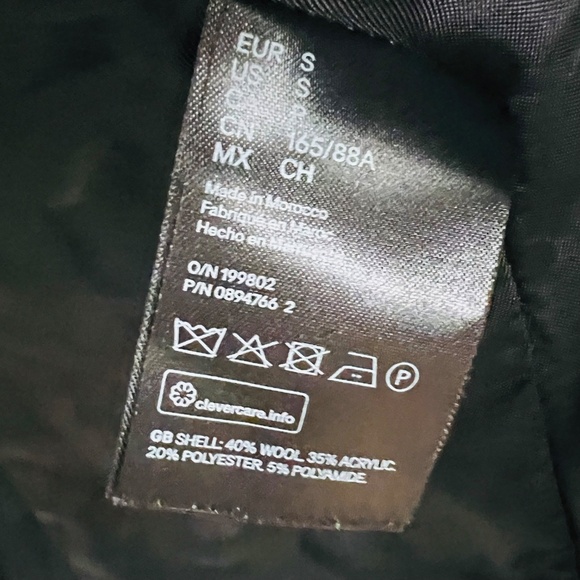 EUR S
US S
CN 165/88A
MX CH
Made in Morocco
Fabriqué en Maroc
Hecho en
O/N 199802
P/N 0894766 2
P
clevercare.info
GB SHELL: 40% WOOL. 35% ACRYLIC.
20% POLYESTER. 5% POLYAMIDE.